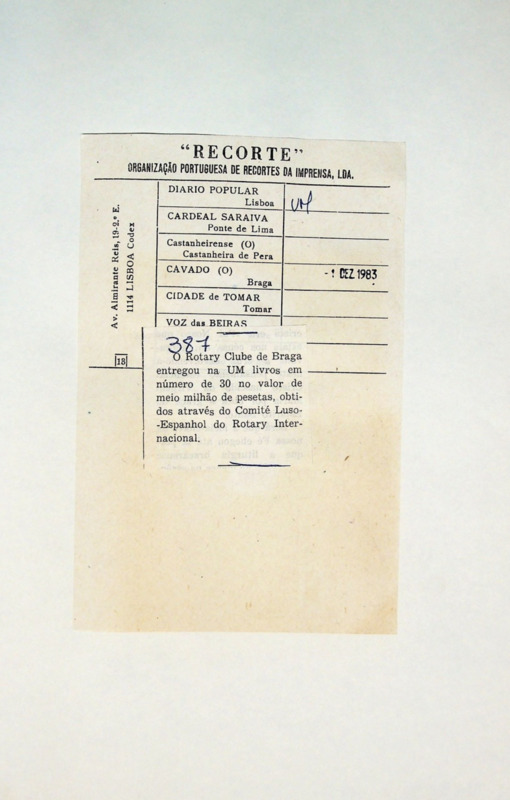 “RECORTE”
ORGANIZAÇÃO PORTUGUESA DE RECORTES DA IMPRENSA, LDA.
Av. Almirante Reis, 19-2.º E.
1114 LISBOA Codex
18
DIARIO POPULAR
Lisboa
UM
CARDEAL SARAIVA
Ponte de Lima
Castanheirense (O)
Castanheira de Pera
CAVADO (O)
Braga
-1 DEZ 1983
CIDADE de TOMAR
Tomar
VOZ das BEIRAS
387
O Rotary Clube de Braga
entregou na UM livros em
número de 30 no valor de
meio milhão de pesetas, obti-
dos através do Comité Luso-
-Espanhol do Rotary Inter-
nacional.